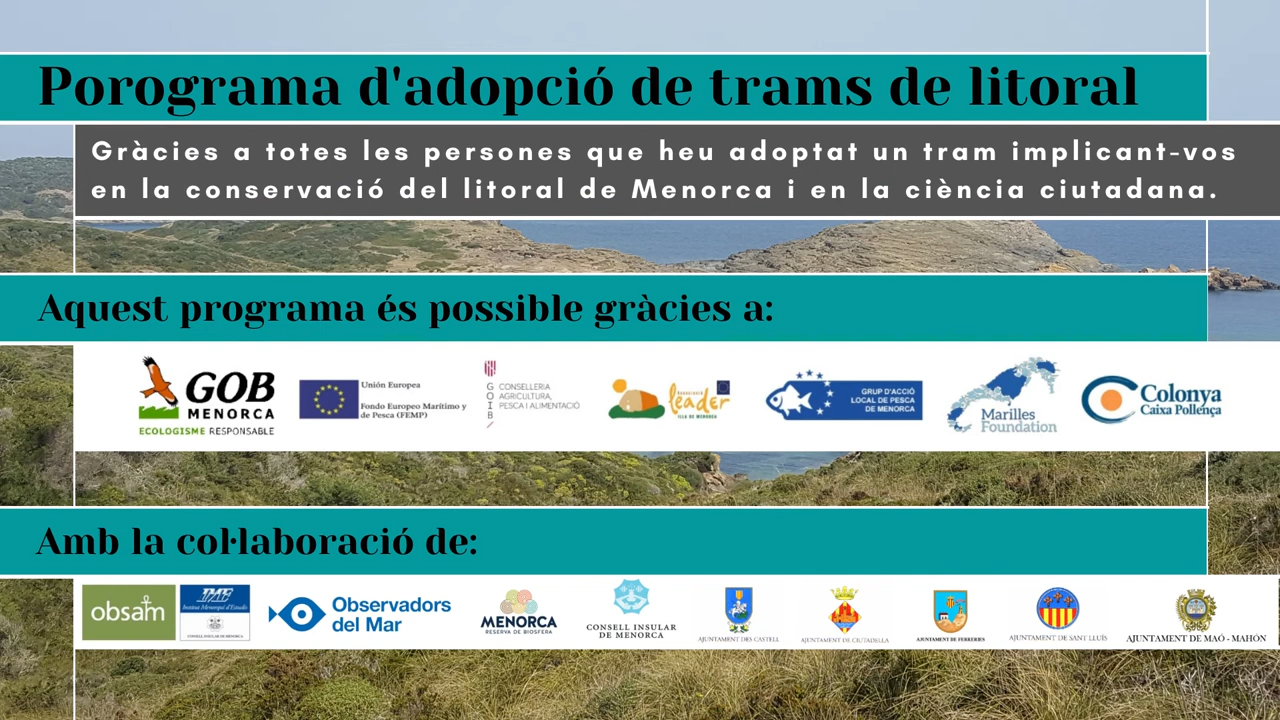 Porograma d'adopció de trams de litoral
Gràcies a totes les persones que heu adoptat un tram implicant-vos
en la conservació del litoral de Menorca i en la ciència ciutadana.
Aquest programa és possible gràcies a:
GOB
MENORCA
ECOLOGISME RESPONSABLE
Unión Europea
Fondo Europeo Marítimo y
de Pesca (FEMP)
GOIB/
CONSELLERIA
AGRICULTURA,
PESCA I ALIMENTACIÓ
leader
ILLA DE MENORCA
GRUP D'ACCIÓ
LOCAL DE PESCA
DE MENORCA
Marilles
Foundation
Colonya
Caixa Pollença
Amb la col·laboració de:
obsam
IME
Institut Menorquí d'Estudis
CONSELL INSULAR DE MENORCA
Observadors
del Mar
MENORCA
RESERVA DE BIOSFERA
CONSELL INSULAR
DE MENORCA
AJUNTAMENT DES CASTELL
AJUNTAMENT DE CIUTADELLA
AJUNTAMENT DE FERRERIES
AJUNTAMENT DE SANT LLUÍS
AJUNTAMENT DE MAÓ - MAHÓN